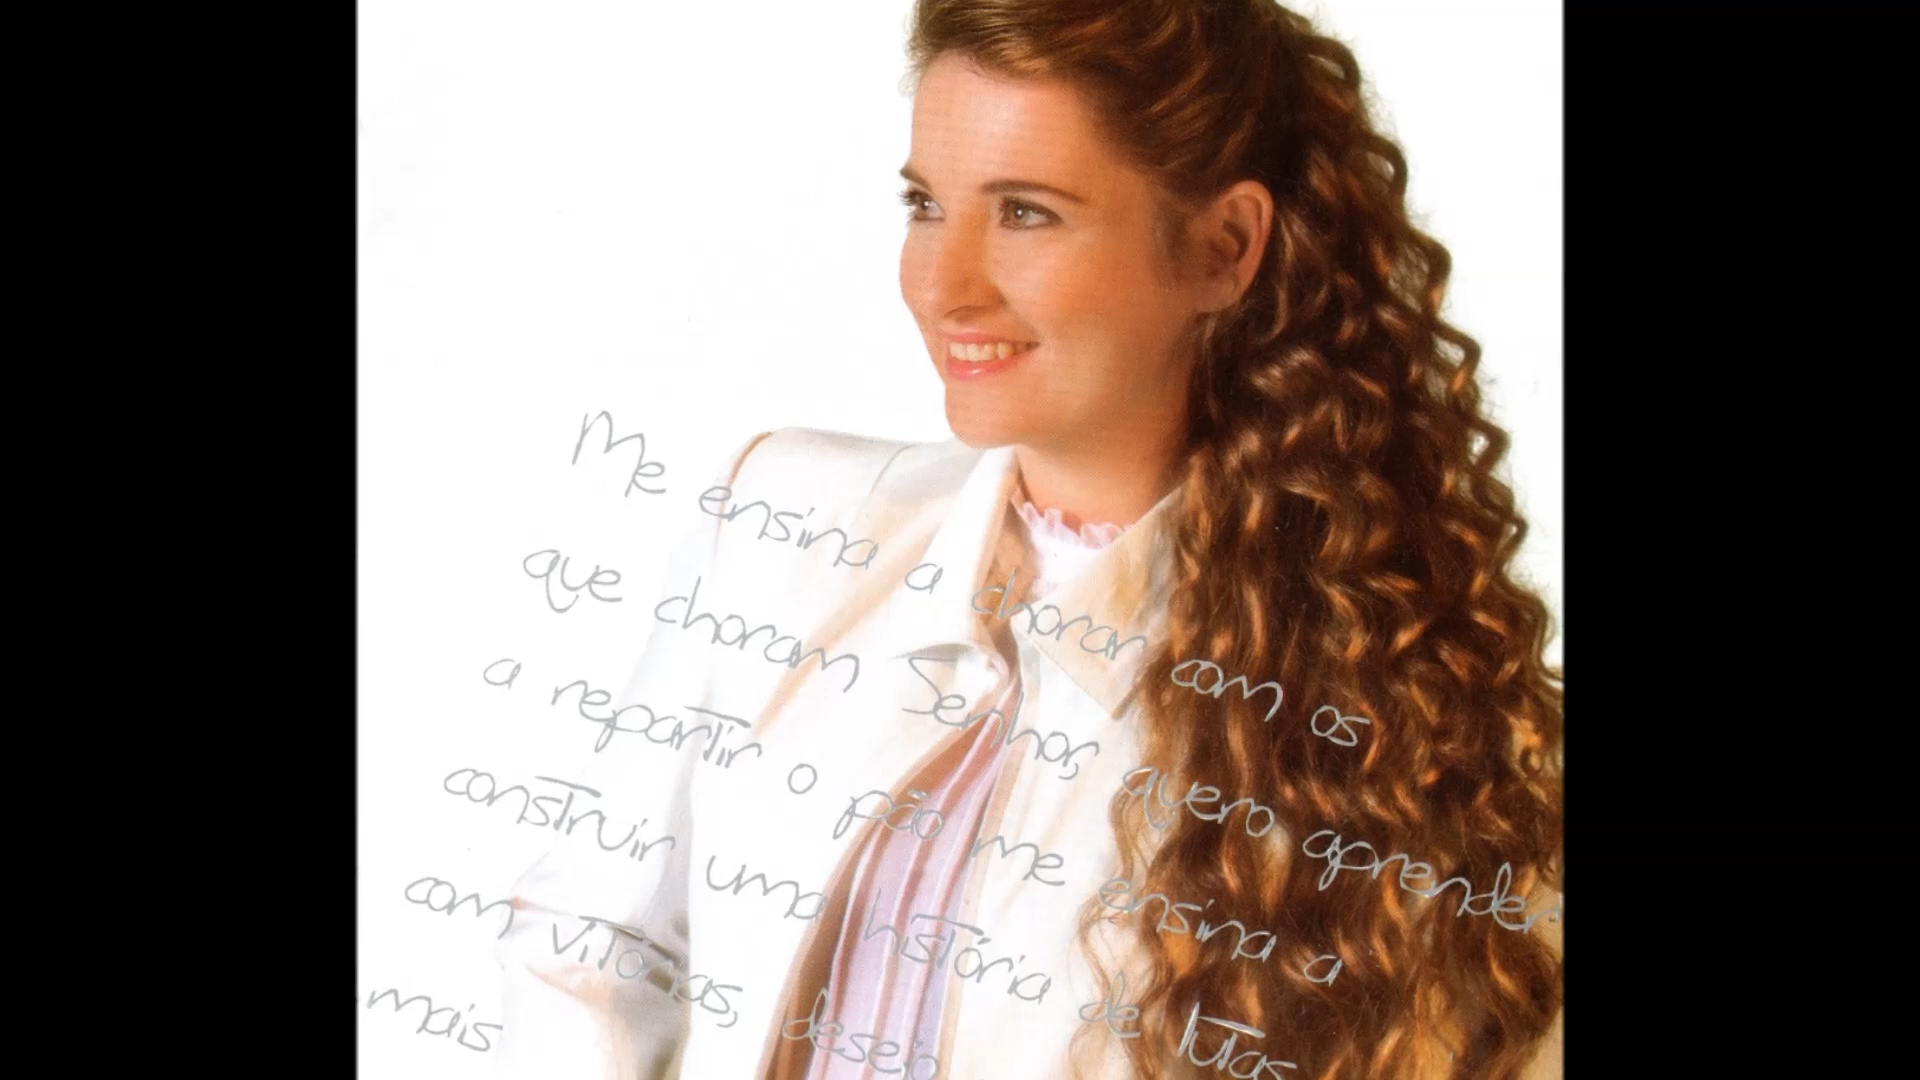 Me ensina a chorar com os
que choram Senhor, quero aprender
a repartir o pão me ensina a
construir uma história de lutas
com vitórias, desejo
mais